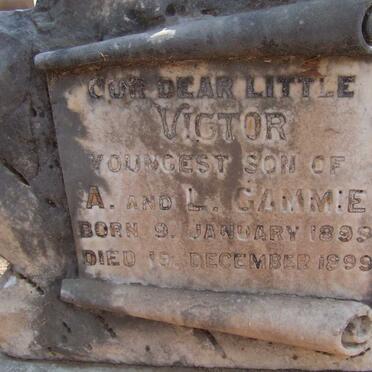 OUR DEAR LITTLE
VICTOR
YOUNGEST SON OF
A. AND L. GAMMIE
BORN 9. JANUARY 1899
DIED 19. DECEMBER 1899